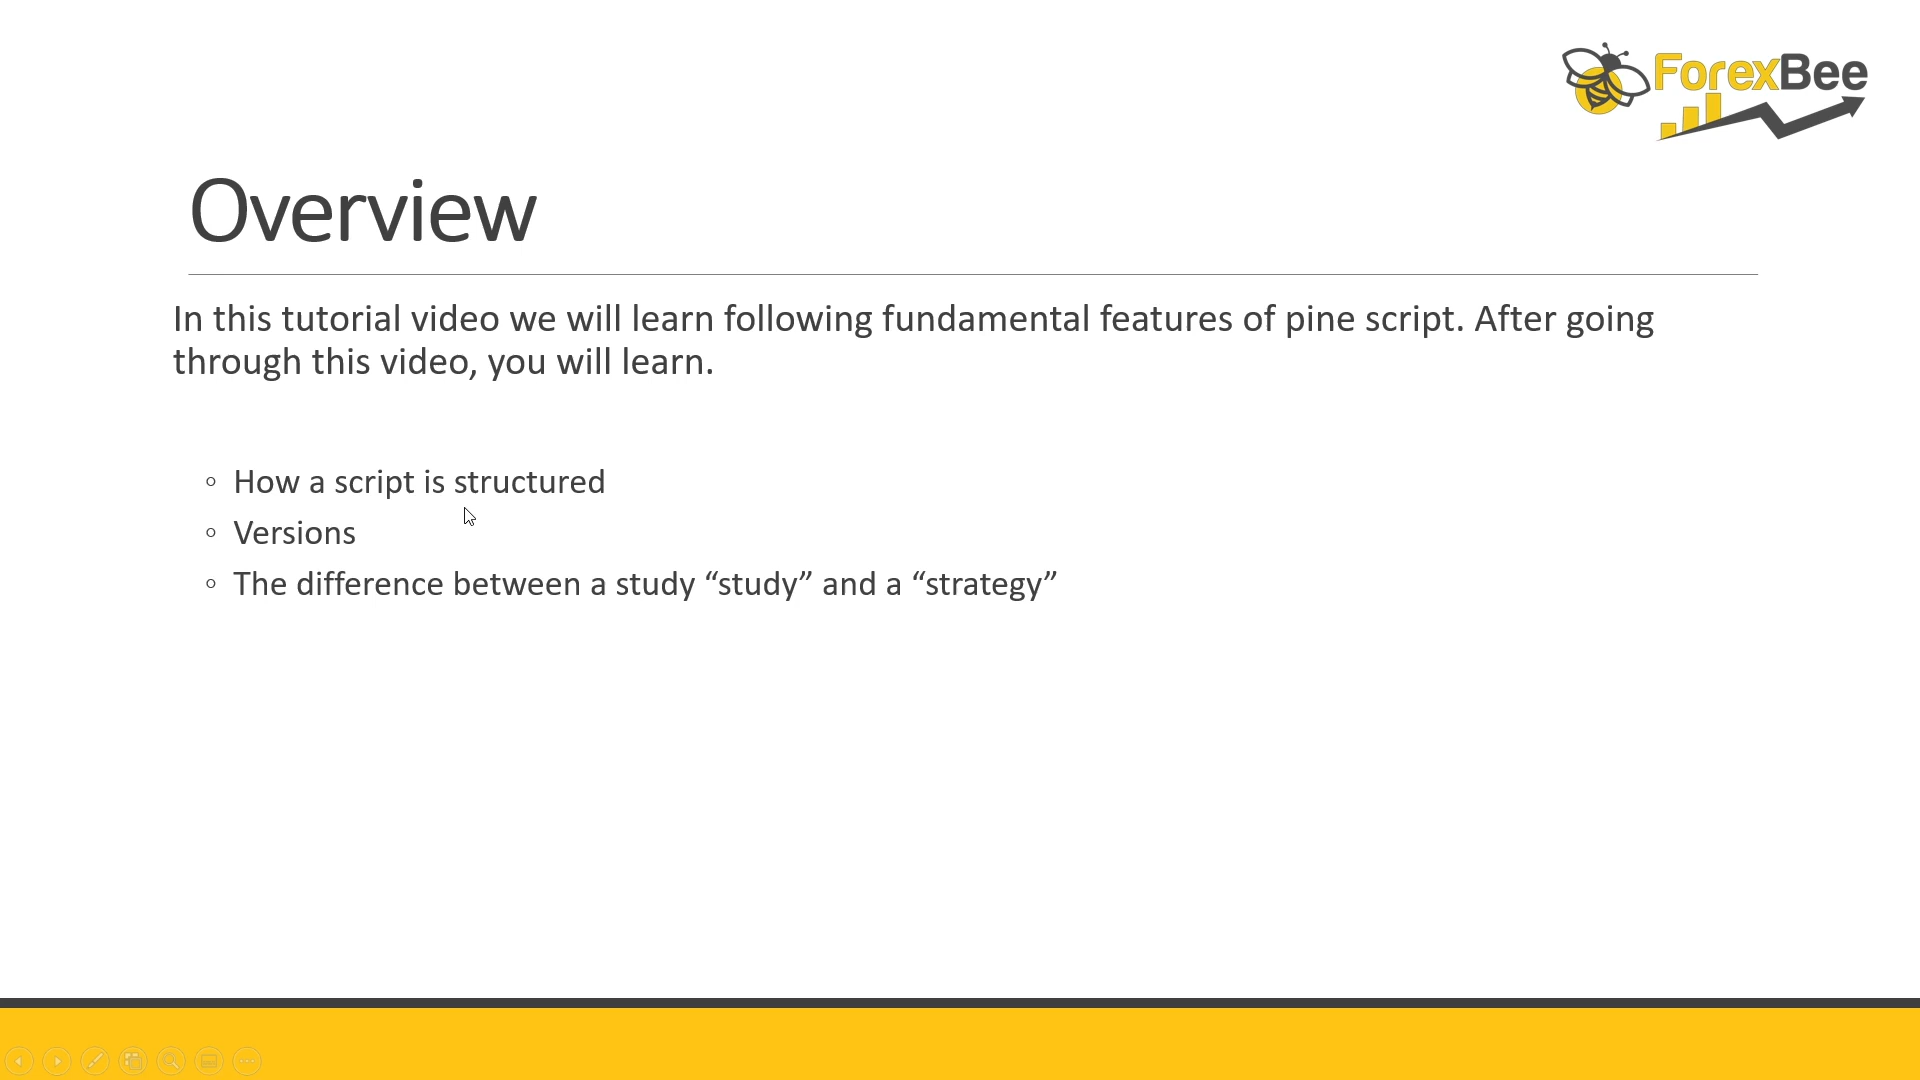 ForexBee
Overview
In this tutorial video we will learn following fundamental features of pine script. After going
through this video, you will learn.
◦ How a script is structured
◦ Versions
◦ The difference between a study “study” and a “strategy”